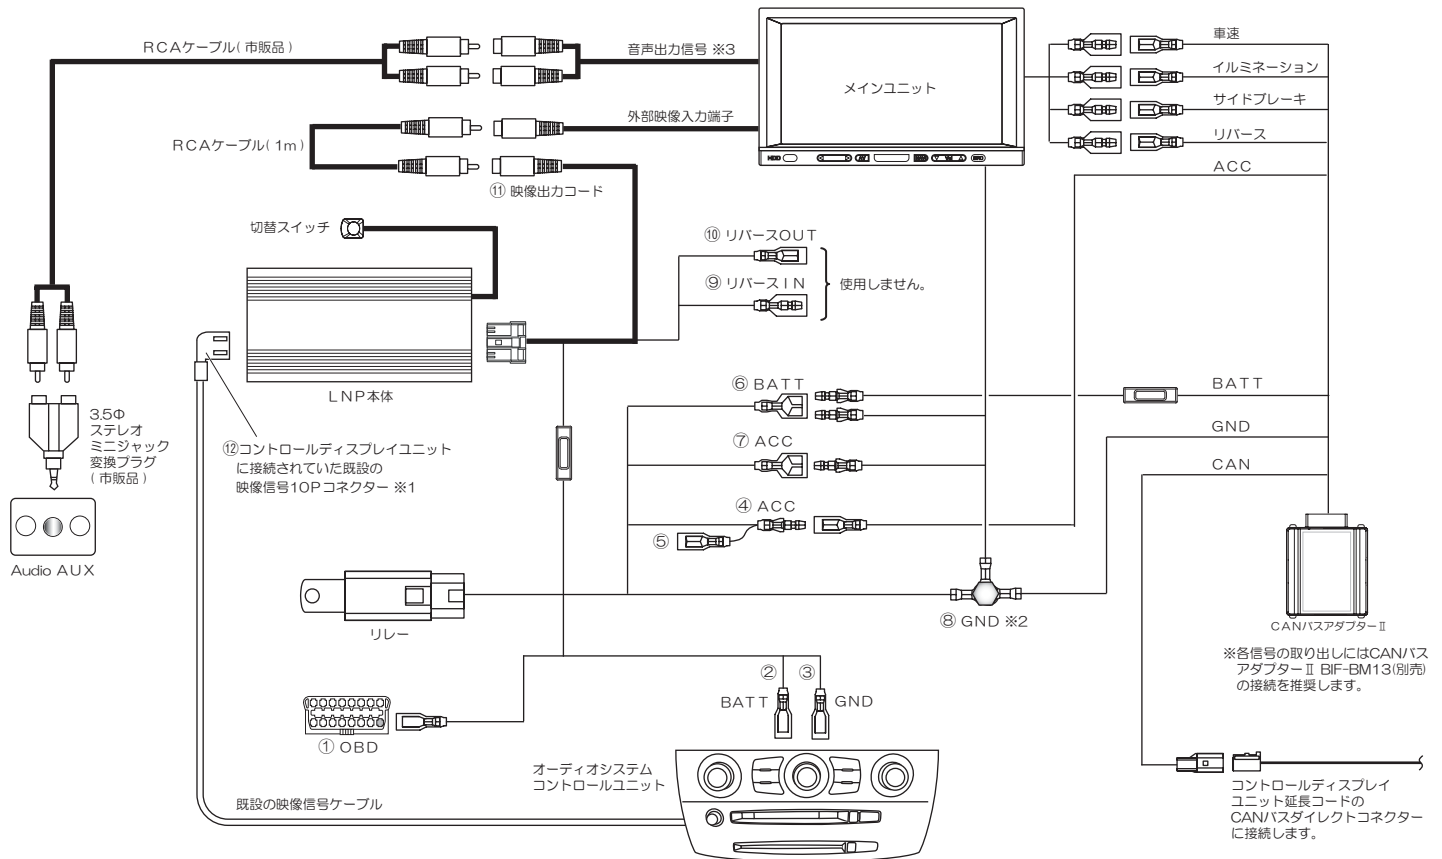 RCAケーブル(市販品)
音声出力信号 ※3
メインユニット
車速
イルミネーション
サイドブレーキ
リバース
ACC
外部映像入力端子
RCAケーブル(1m)
⑪ 映像出力コード
HDD
切替スイッチ
⑩ リバースOUT
⑨ リバースIN
使用しません。
LNP本体
3.5Φ
ステレオ
ミニジャック
変換プラグ
(市販品)
⑫コントロールディスプレイユニット
に接続されていた既設の
映像信号10Pコネクター ※1
⑥ BATT
⑦ ACC
④ ACC
⑤
BATT
GND
CAN
Audio AUX
リレー
⑧ GND ※2
CANバスアダプターⅡ
※各信号の取り出しにはCANバス
アダプターⅡ BIF-BM13(別売)
の接続を推奨します。
② BATT
③ GND
① OBD
オーディオシステム
コントロールユニット
既設の映像信号ケーブル
コントロールディスプレイ
ユニット延長コードの
CANバスダイレクトコネクター
に接続します。